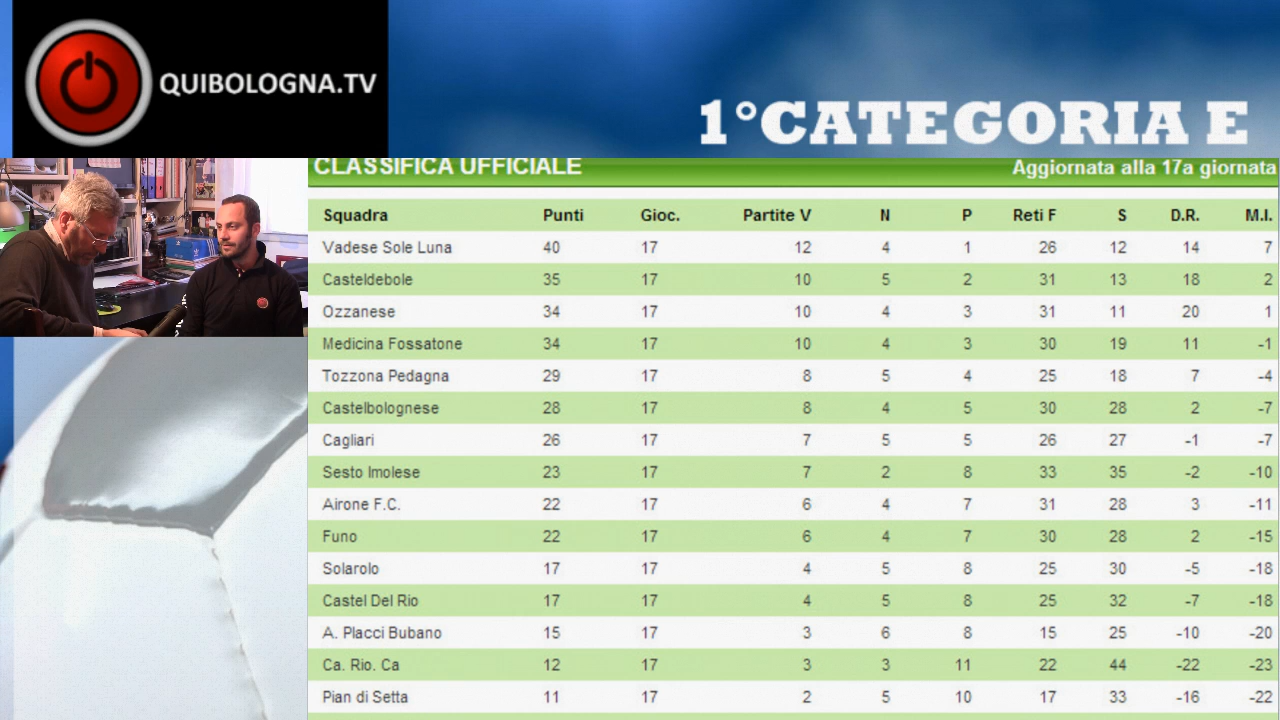 QUIBOLOGNA.TV
1°CATEGORIA E
CLASSIFICA UFFICIALE Aggiornata alla 17a giornata
Squadra Punti Gioc. Partite V N P Reti F S D.R. M.I.
Vadese Sole Luna 40 17 12 4 1 26 12 14 7
Casteldebole 35 17 10 5 2 31 13 18 2
Ozzanese 34 17 10 4 3 31 11 20 1
Medicina Fossatone 34 17 10 4 3 30 19 11 -1
Tozzona Pedagna 29 17 8 5 4 25 18 7 -4
Castelbolognese 28 17 8 4 5 30 28 2 -7
Cagliari 26 17 7 5 5 26 27 -1 -7
Sesto Imolese 23 17 7 2 8 33 35 -2 -10
Airone F.C. 22 17 6 4 7 31 28 3 -11
Funo 22 17 6 4 7 30 28 2 -15
Solarolo 17 17 4 5 8 25 30 -5 -18
Castel Del Rio 17 17 4 5 8 25 32 -7 -18
A. Placci Bubano 15 17 3 6 8 15 25 -10 -20
Ca. Rio. Ca 12 17 3 3 11 22 44 -22 -23
Pian di Setta 11 17 2 5 10 17 33 -16 -22